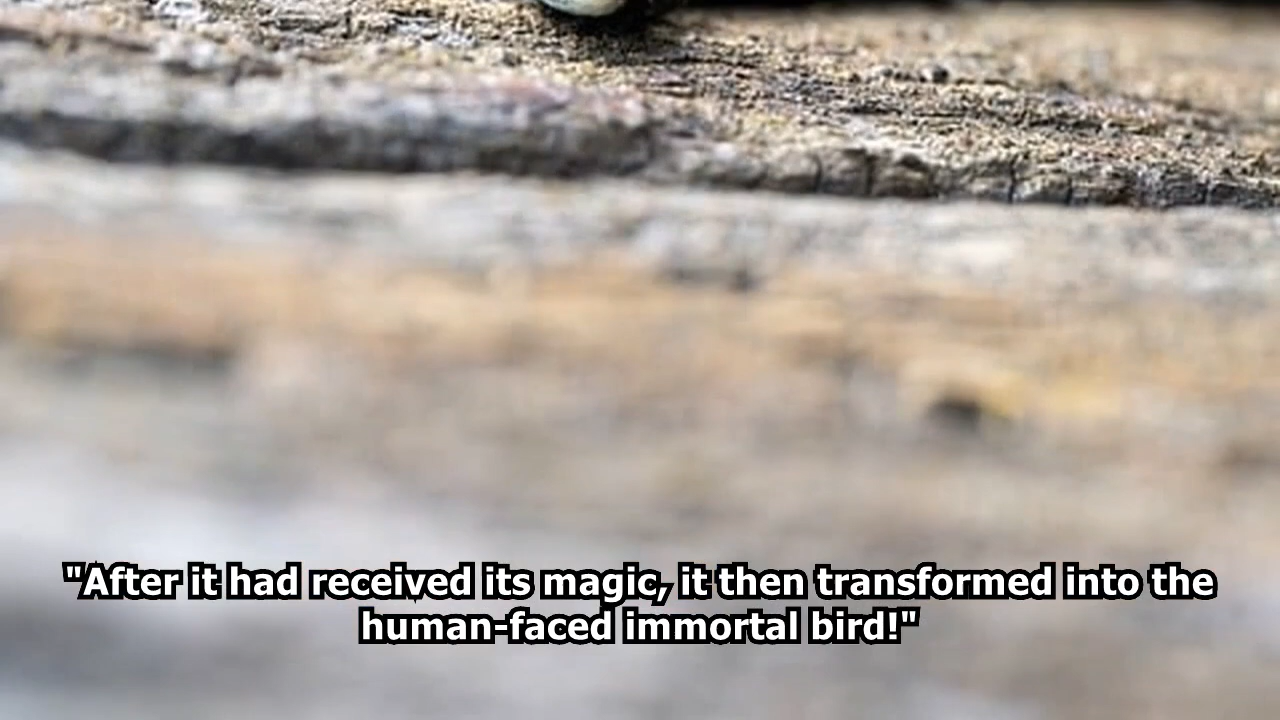 "After it had received its magic, it then transformed into the
human-faced immortal bird!"